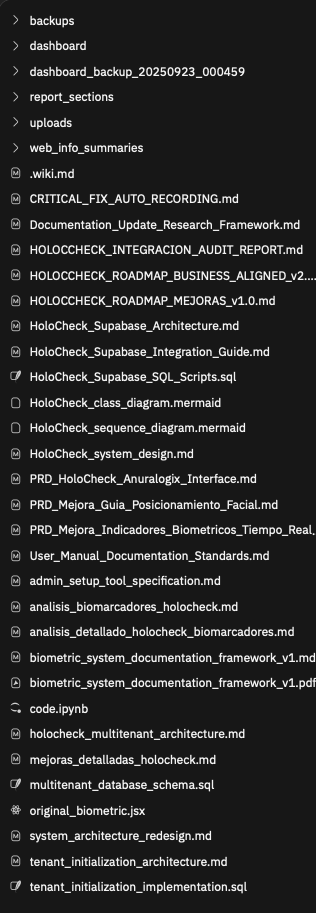 backups
dashboard
dashboard_backup_20250923_000459
report_sections
uploads
web_info_summaries
.wiki.md
CRITICAL_FIX_AUTO_RECORDING.md
Documentation_Update_Research_Framework.md
HOLOCCHECK_INTEGRACION_AUDIT_REPORT.md
HOLOCCHECK_ROADMAP_BUSINESS_ALIGNED_v2....
HOLOCCHECK_ROADMAP_MEJORAS_v1.0.md
HoloCheck_Supabase_Architecture.md
HoloCheck_Supabase_Integration_Guide.md
HoloCheck_Supabase_SQL_Scripts.sql
HoloCheck_class_diagram.mermaid
HoloCheck_sequence_diagram.mermaid
HoloCheck_system_design.md
PRD_HoloCheck_Anuralogix_Interface.md
PRD_Mejora_Guia_Posicionamiento_Facial.md
PRD_Mejora_Indicadores_Biometricos_Tiempo_Real.
User_Manual_Documentation_Standards.md
admin_setup_tool_specification.md
analisis_biomarcadores_holocheck.md
analisis_detallado_holocheck_biomarcadores.md
biometric_system_documentation_framework_v1.md
biometric_system_documentation_framework_v1.pdf
code.ipynb
holocheck_multitenant_architecture.md
mejoras_detalladas_holocheck.md
multitenant_database_schema.sql
original_biometric.jsx
system_architecture_redesign.md
tenant_initialization_architecture.md
tenant_initialization_implementation.sql